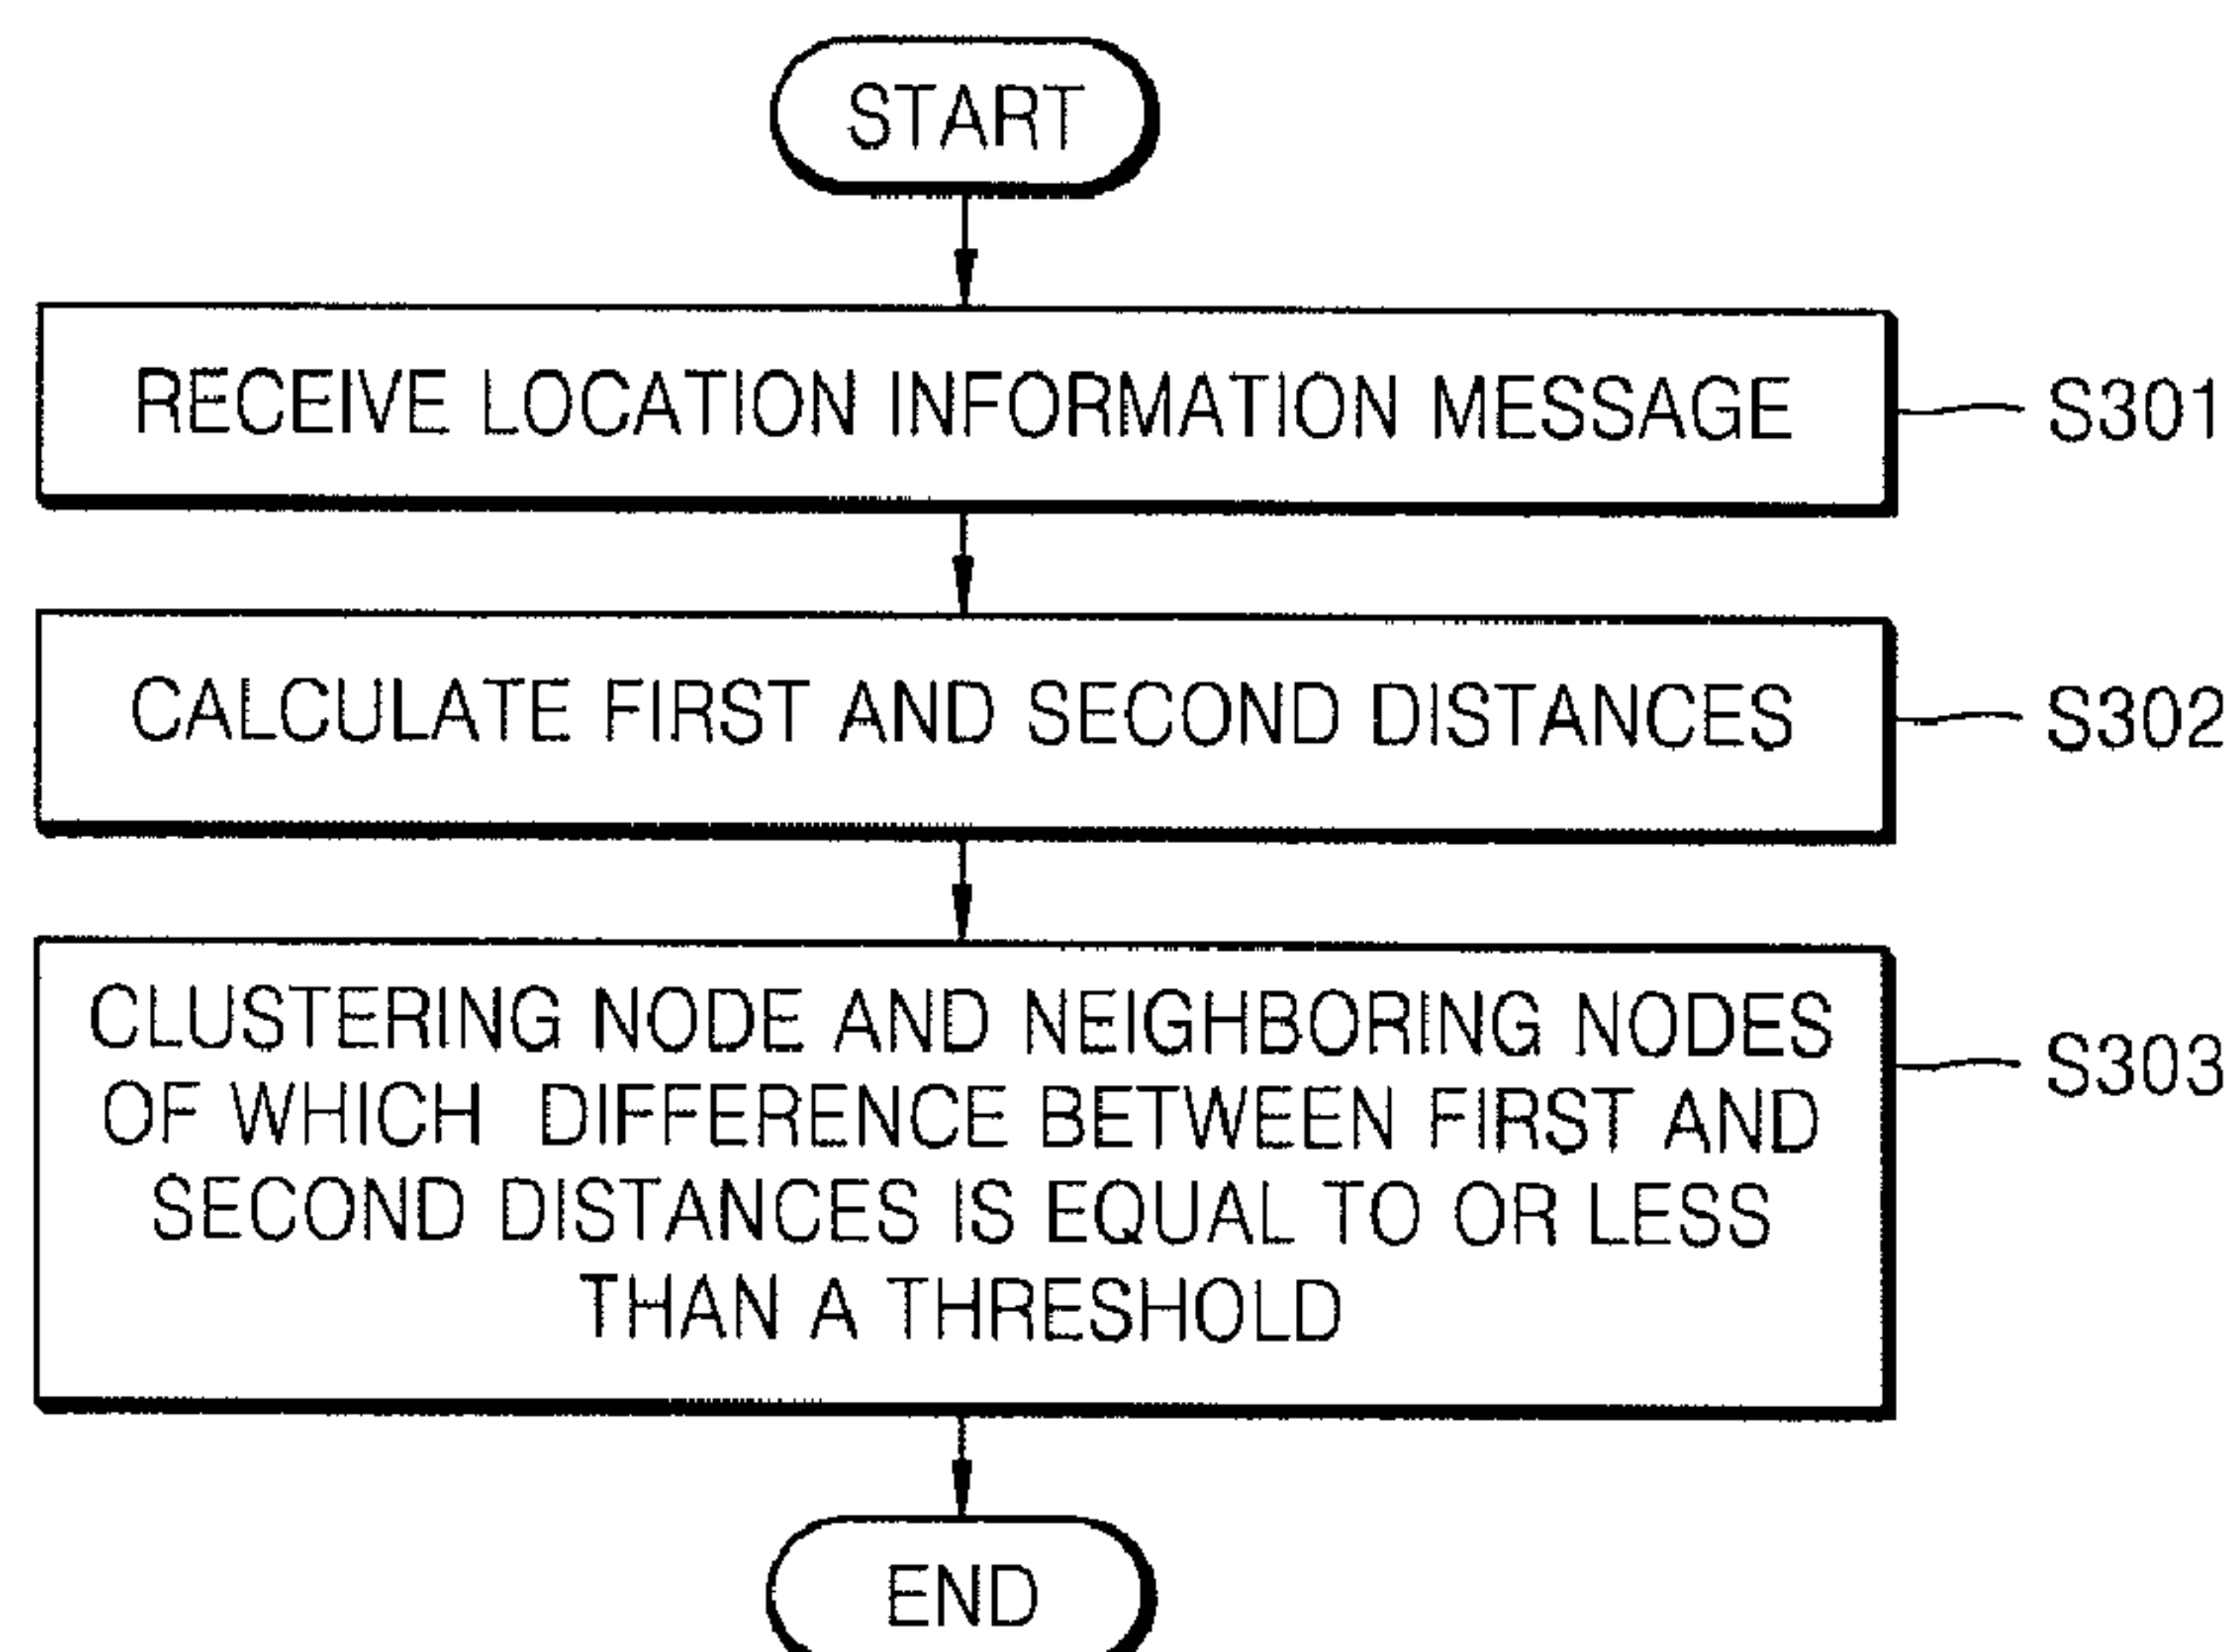 START
RECEIVE LOCATION INFORMATION MESSAGE
S301
CALCULATE FIRST AND SECOND DISTANCES
S302
CLUSTERING NODE AND NEIGHBORING NODES
OF WHICH DIFFERENCE BETWEEN FIRST AND
SECOND DISTANCES IS EQUAL TO OR LESS
THAN A THRESHOLD
S303
END